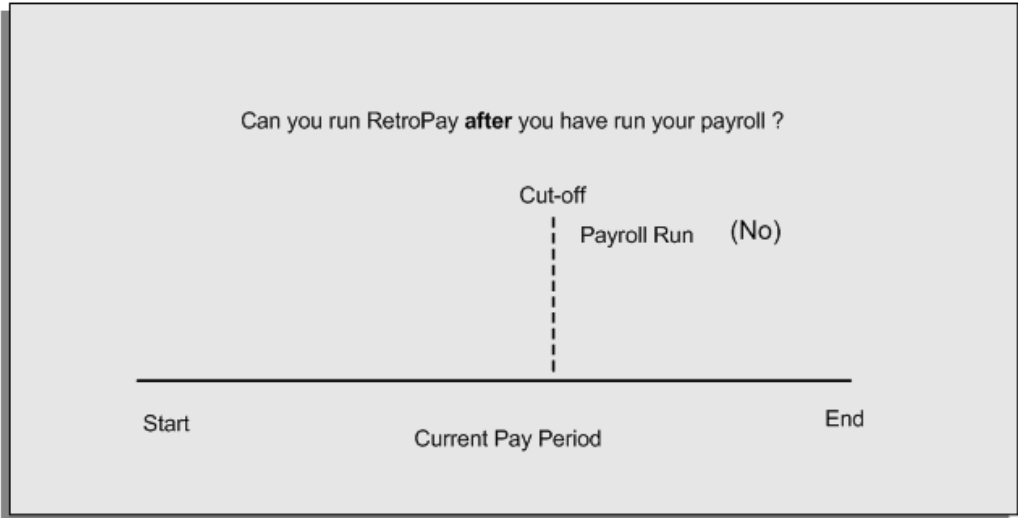 Can you run RetroPay after you have run your payroll ?
Cut-off
Payroll Run (No)
Start
End
Current Pay Period